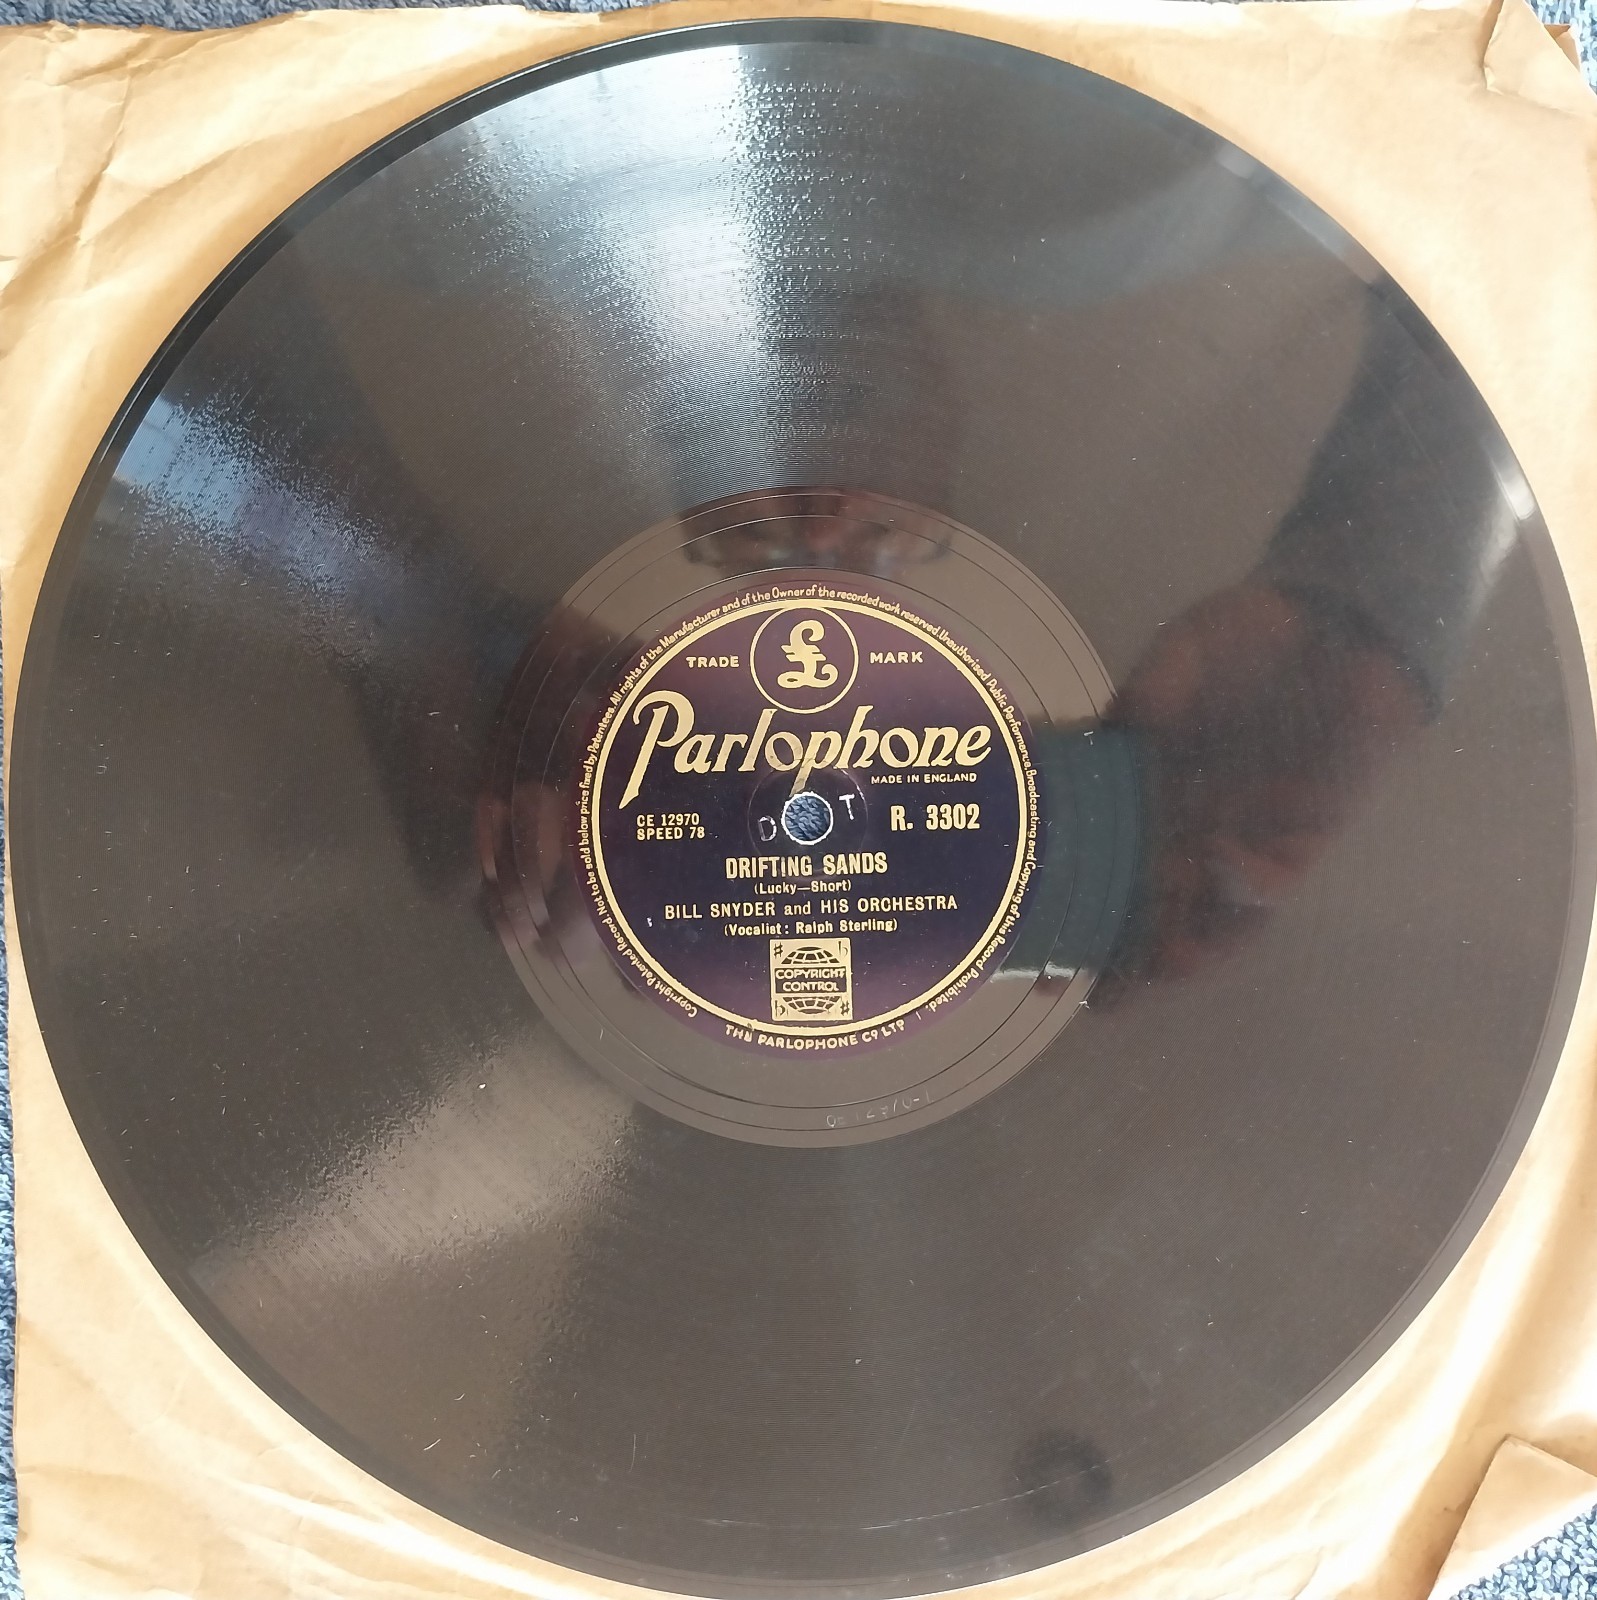 Copyright Patented Record. Not to be sold below price fixed by Patentees. All rights of the Manufacturer and of the Owner of the recorded work reserved. Unauthorised Public Performance, Broadcasting and Copying of this Record Prohibited.
£
TRADE MARK
Parlophone
MADE IN ENGLAND
CE 12970 R. 3302
SPEED 78
D T
DRIFTING SANDS
(Lucky—Short)
BILL SNYDER and HIS ORCHESTRA
(Vocalist: Ralph Sterling)
COPYRIGHT
CONTROL
THE PARLOPHONE CO LTD